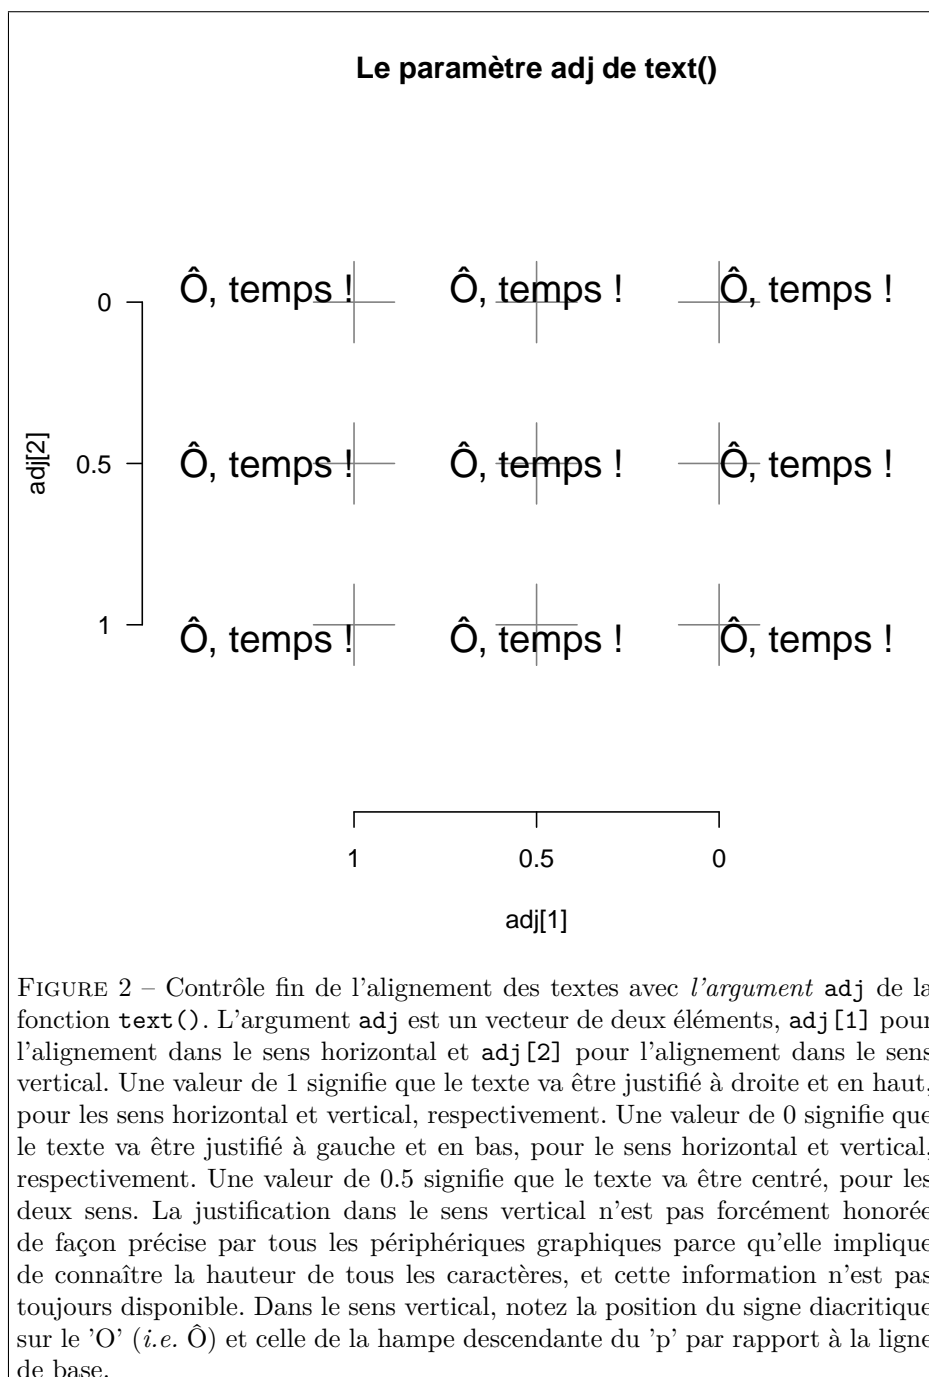 Le paramètre adj de text()
0 Ô, temps ! Ô, temps ! Ô, temps !
adj[2]
0.5 Ô, temps ! Ô, temps ! Ô, temps !
1 Ô, temps ! Ô, temps ! Ô, temps !
1 0.5 0
adj[1]
FIGURE 2 – Contrôle fin de l'alignement des textes avec l'argument adj de la
fonction text(). L'argument adj est un vecteur de deux éléments, adj[1] pour
l'alignement dans le sens horizontal et adj[2] pour l'alignement dans le sens
vertical. Une valeur de 1 signifie que le texte va être justifié à droite et en haut,
pour les sens horizontal et vertical, respectivement. Une valeur de 0 signifie que
le texte va être justifié à gauche et en bas, pour le sens horizontal et vertical,
respectivement. Une valeur de 0.5 signifie que le texte va être centré, pour les
deux sens. La justification dans le sens vertical n'est pas forcément honorée
de façon précise par tous les périphériques graphiques parce qu'elle implique
de connaître la hauteur de tous les caractères, et cette information n'est pas
toujours disponible. Dans le sens vertical, notez la position du signe diacritique
sur le 'O' (i.e. Ô) et celle de la hampe descendante du 'p' par rapport à la ligne
de base.